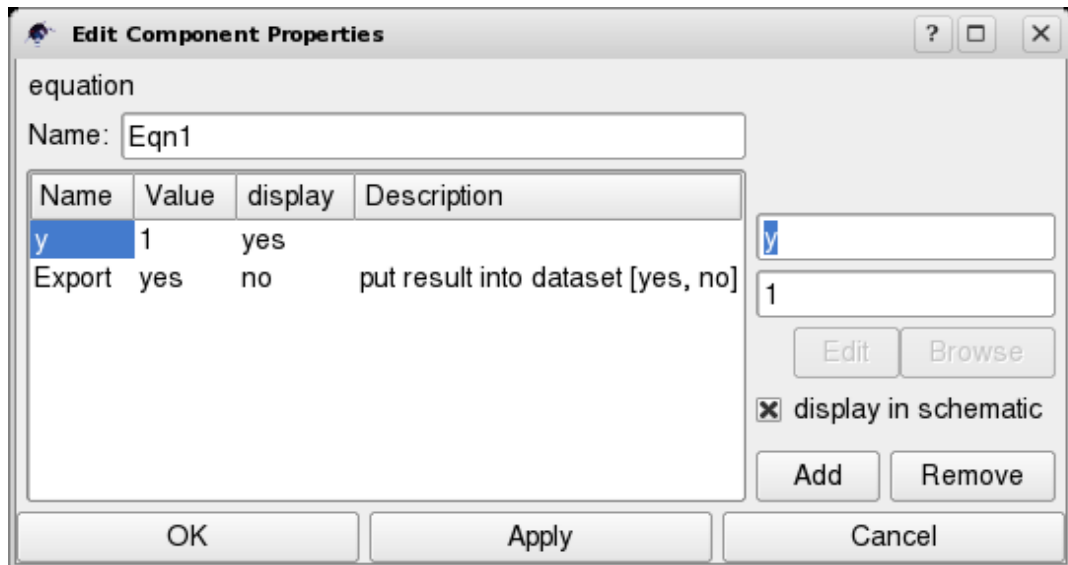 Edit Component Properties ?
equation
Name: Eqn1
Name Value display Description
y 1 yes
Export yes no put result into dataset [yes, no]
y
1
Edit Browse
display in schematic
Add Remove
OK Apply Cancel